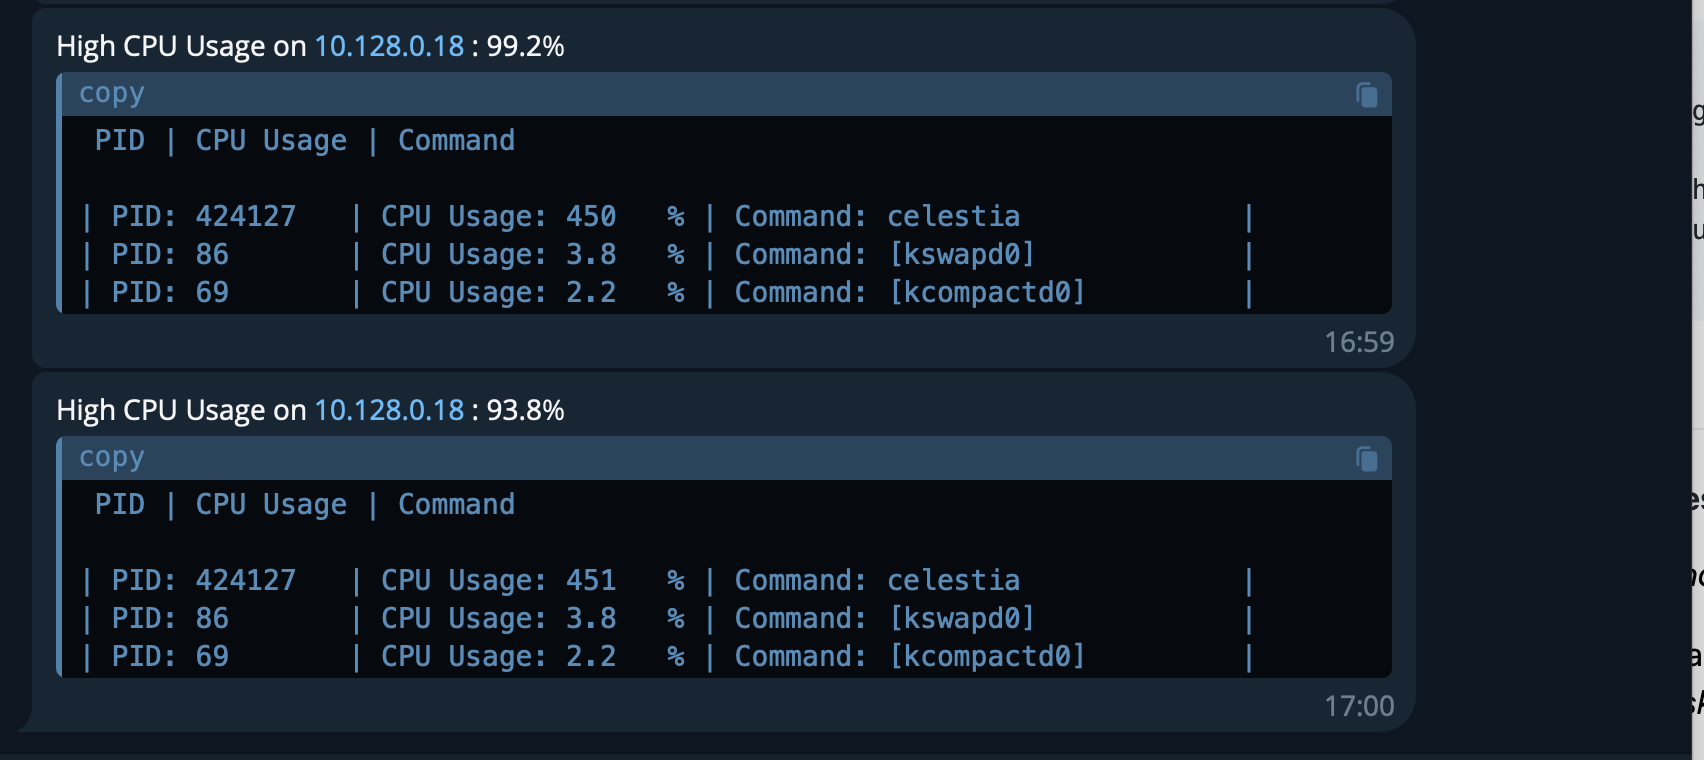 High CPU Usage on 10.128.0.18 : 99.2%
copy
PID | CPU Usage | Command
| PID: 424127 | CPU Usage: 450 % | Command: celestia |
| PID: 86 | CPU Usage: 3.8 % | Command: [kswapd0] |
| PID: 69 | CPU Usage: 2.2 % | Command: [kcompactd0] |
16:59
High CPU Usage on 10.128.0.18 : 93.8%
copy
PID | CPU Usage | Command
| PID: 424127 | CPU Usage: 451 % | Command: celestia |
| PID: 86 | CPU Usage: 3.8 % | Command: [kswapd0] |
| PID: 69 | CPU Usage: 2.2 % | Command: [kcompactd0] |
17:00